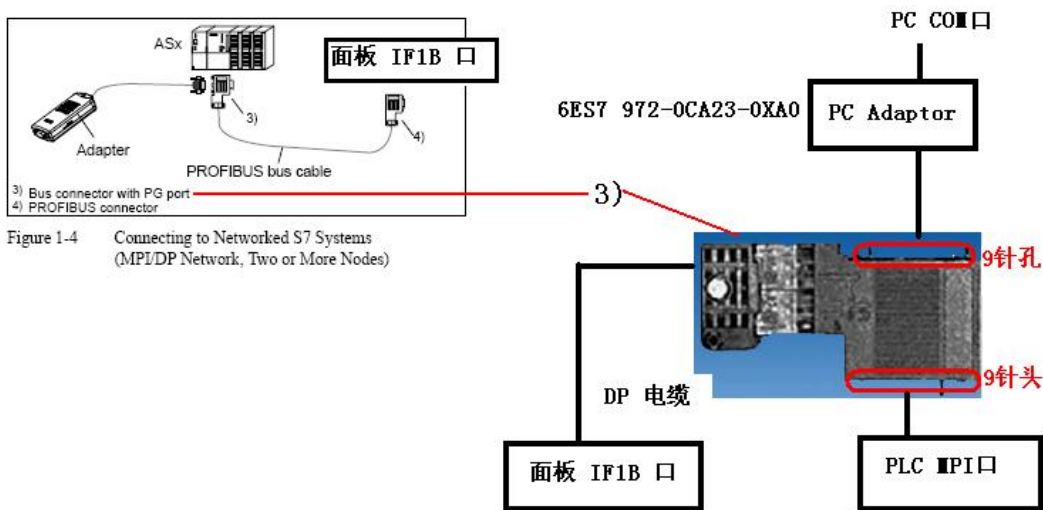 ASx
面板 IF1B 口
3)
4)
Adapter
PROFIBUS bus cable
3) Bus connector with PG port
4) PROFIBUS connector
Figure 1-4 Connecting to Networked S7 Systems
(MPI/DP Network, Two or More Nodes)
PC COM口
6ES7 972-0CA23-0XA0
PC Adaptor
3)
9针孔
9针头
DP 电缆
面板 IF1B 口
PLC MPI口